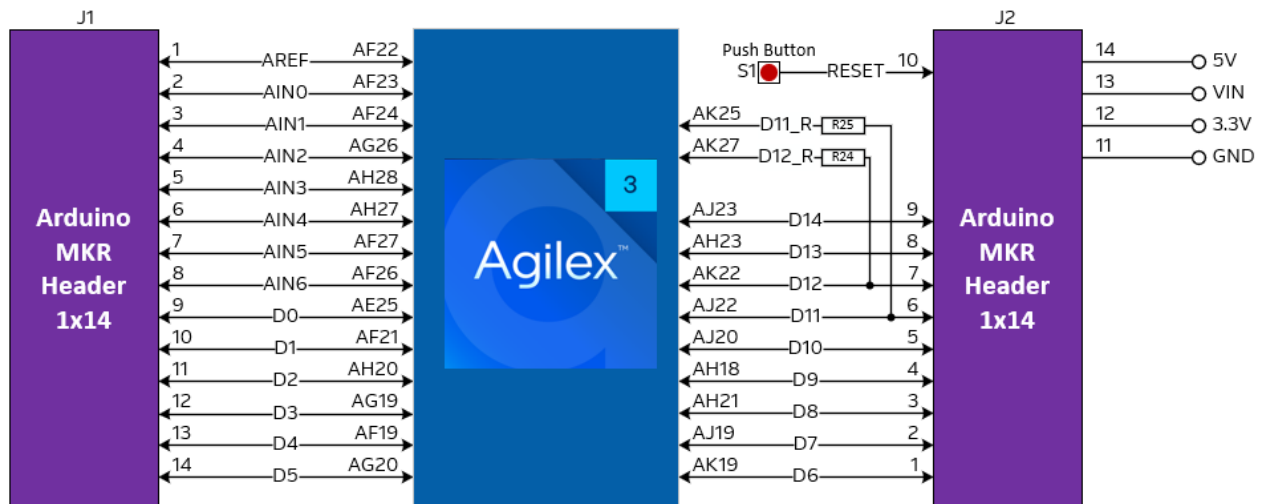 J1
J2
1 AREF AF22
2 AIN0 AF23
3 AIN1 AF24
4 AIN2 AG26
5 AIN3 AH28
6 AIN4 AH27
7 AIN5 AF27
8 AIN6 AF26
9 D0 AE25
10 D1 AF21
11 D2 AH20
12 D3 AG19
13 D4 AF19
14 D5 AG20
Arduino
MKR
Header
1x14
3
Agilex™
Push Button
S1 RESET 10
AK25 D11_R R25
AK27 D12_R R24
AJ23 D14 9
AH23 D13 8
AK22 D12 7
AJ22 D11 6
AJ20 D10 5
AH18 D9 4
AH21 D8 3
AJ19 D7 2
AK19 D6 1
Arduino
MKR
Header
1x14
14 5V
13 VIN
12 3.3V
11 GND